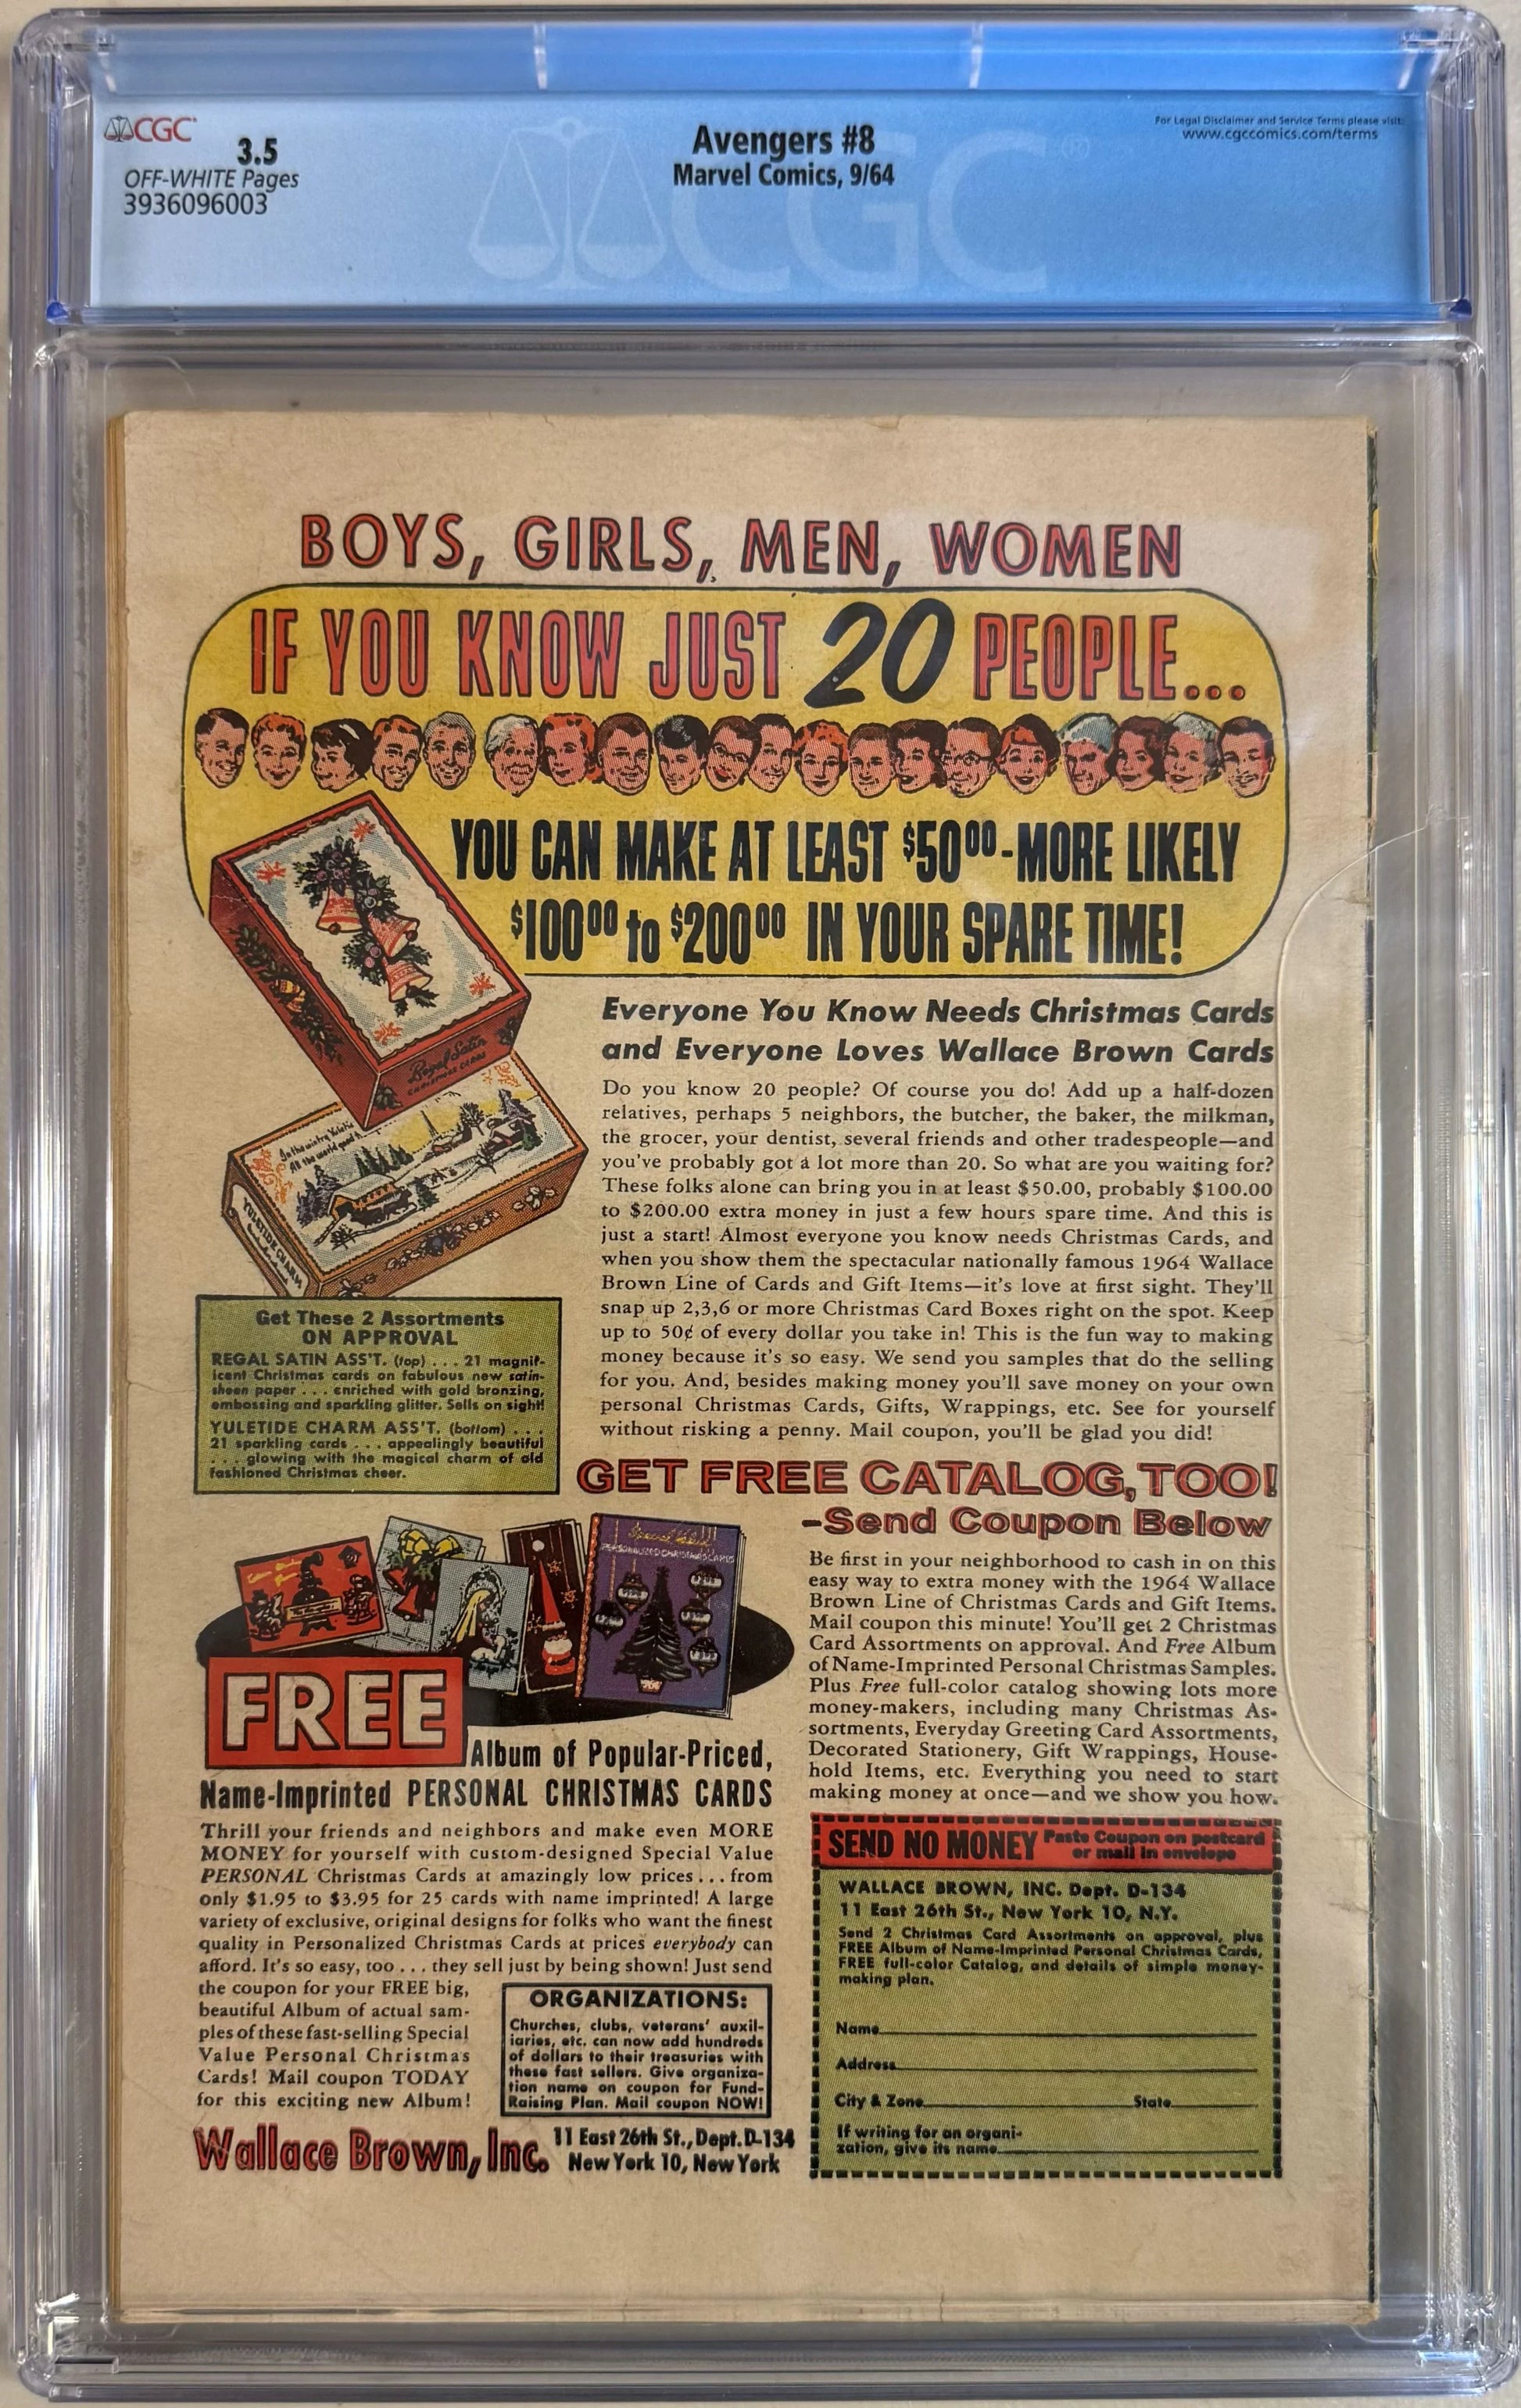 CGC
3.5
OFF-WHITE Pages
3936096003
Avengers #8
Marvel Comics, 9/64
For Legal Disclaimer and Service Terms please visit:
www.cgccomics.com/terms
CGC®
BOYS, GIRLS, MEN, WOMEN
IF YOU KNOW JUST 20 PEOPLE...
YOU CAN MAKE AT LEAST $50⁰⁰-MORE LIKELY
$100⁰⁰ to $200⁰⁰ IN YOUR SPARE TIME!
Regal Satin
CHRISTMAS CARDS
YULETIDE CHARM
Everyone You Know Needs Christmas Cards
and Everyone Loves Wallace Brown Cards
Do you know 20 people? Of course you do! Add up a half-dozen
relatives, perhaps 5 neighbors, the butcher, the baker, the milkman,
the grocer, your dentist, several friends and other tradespeople—and
you've probably got a lot more than 20. So what are you waiting for?
These folks alone can bring you in at least $50.00, probably $100.00
to $200.00 extra money in just a few hours spare time. And this is
just a start! Almost everyone you know needs Christmas Cards, and
when you show them the spectacular nationally famous 1964 Wallace
Brown Line of Cards and Gift Items—it's love at first sight. They'll
snap up 2,3,6 or more Christmas Card Boxes right on the spot. Keep
up to 50¢ of every dollar you take in! This is the fun way to making
money because it's so easy. We send you samples that do the selling
for you. And, besides making money you'll save money on your own
personal Christmas Cards, Gifts, Wrappings, etc. See for yourself
without risking a penny. Mail coupon, you'll be glad you did!
Get These 2 Assortments
ON APPROVAL
REGAL SATIN ASS'T. (top) . . . 21 magnif-
icent Christmas cards on fabulous new satin-
sheen paper . . . enriched with gold bronzing,
embossing and sparkling glitter. Sells on sight!
YULETIDE CHARM ASS'T. (bottom) . . .
21 sparkling cards . . . appealingly beautiful
. . . glowing with the magical charm of old
fashioned Christmas cheer.
GET FREE CATALOG, TOO!
-Send Coupon Below
PERSONALIZED CHRISTMAS CARDS
Be first in your neighborhood to cash in on this
easy way to extra money with the 1964 Wallace
Brown Line of Christmas Cards and Gift Items.
Mail coupon this minute! You'll get 2 Christmas
Card Assortments on approval. And Free Album
of Name-Imprinted Personal Christmas Samples.
Plus Free full-color catalog showing lots more
money-makers, including many Christmas As-
sortments, Everyday Greeting Card Assortments,
Decorated Stationery, Gift Wrappings, House-
hold Items, etc. Everything you need to start
making money at once—and we show you how.
FREE
Album of Popular-Priced,
Name-Imprinted PERSONAL CHRISTMAS CARDS
Thrill your friends and neighbors and make even MORE
MONEY for yourself with custom-designed Special Value
PERSONAL Christmas Cards at amazingly low prices . . . from
only $1.95 to $3.95 for 25 cards with name imprinted! A large
variety of exclusive, original designs for folks who want the finest
quality in Personalized Christmas Cards at prices everybody can
afford. It's so easy, too . . . they sell just by being shown! Just send
the coupon for your FREE big,
beautiful Album of actual sam-
ples of these fast-selling Special
Value Personal Christmas
Cards! Mail coupon TODAY
for this exciting new Album!
ORGANIZATIONS:
Churches, clubs, veterans' auxil-
iaries, etc. can now add hundreds
of dollars to their treasuries with
these fast sellers. Give organiza-
tion name on coupon for Fund-
Raising Plan. Mail coupon NOW!
Wallace Brown, Inc. 11 East 26th St., Dept. D-134
New York 10, New York
SEND NO MONEY Paste Coupon on postcard
or mail in envelope
WALLACE BROWN, INC. Dept. D-134
11 East 26th St., New York 10, N.Y.
Send 2 Christmas Card Assortments on approval, plus
FREE Album of Name-Imprinted Personal Christmas Cards,
FREE full-color Catalog, and details of simple money-
making plan.
Name
Address
City & Zone State
If writing for an organi-
zation, give its name